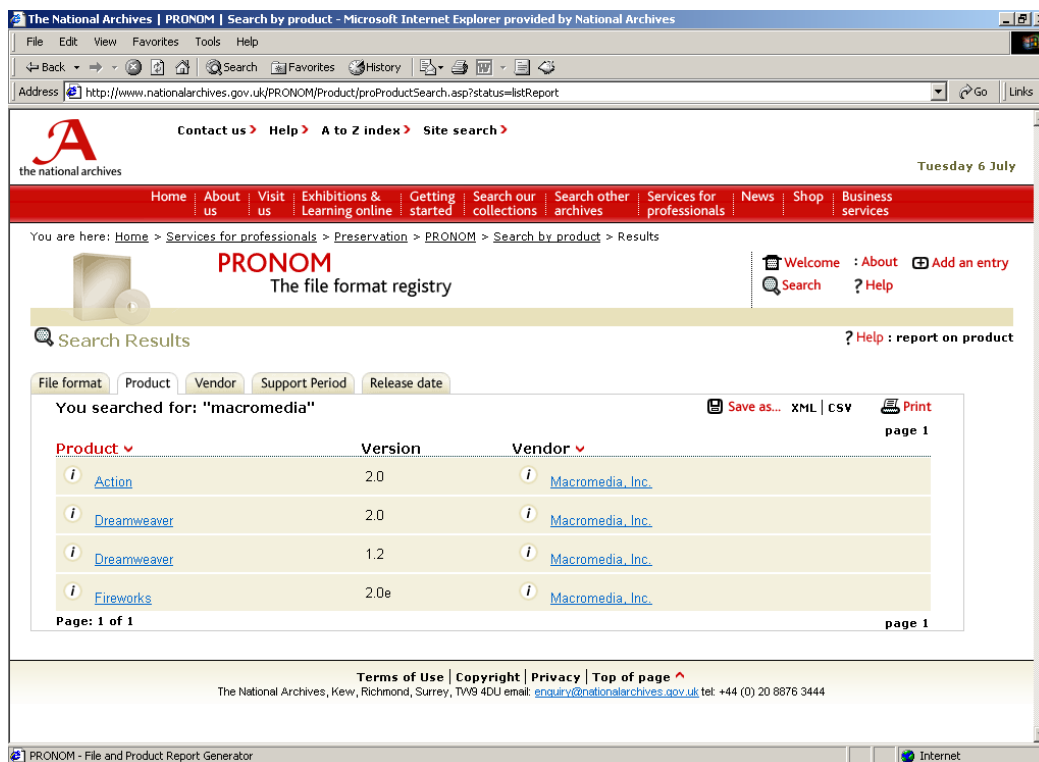 The National Archives | PRONOM | Search by product - Microsoft Internet Explorer provided by National Archives
File Edit View Favorites Tools Help
Back Search Favorites History
Address http://www.nationalarchives.gov.uk/PRONOM/Product/proProductSearch.asp?status=listReport Go Links
Contact us Help A to Z index Site search
A
the national archives
Tuesday 6 July
Home About us Visit us Exhibitions & Learning online Getting started Search our collections Search other archives Services for professionals News Shop Business services
You are here: Home > Services for professionals > Preservation > PRONOM > Search by product > Results
PRONOM
The file format registry
Welcome : About Add an entry
Search ? Help
Search Results
? Help : report on product
File format Product Vendor Support Period Release date
You searched for: "macromedia" Save as... XML | CSV Print
page 1
Product Version Vendor
i Action 2.0 i Macromedia, Inc.
i Dreamweaver 2.0 i Macromedia, Inc.
i Dreamweaver 1.2 i Macromedia, Inc.
i Fireworks 2.0e i Macromedia, Inc.
Page: 1 of 1 page 1
Terms of Use | Copyright | Privacy | Top of page ^
The National Archives, Kew, Richmond, Surrey, TW9 4DU email: enquiry@nationalarchives.gov.uk tel: +44 (0) 20 8876 3444
PRONOM - File and Product Report Generator Internet